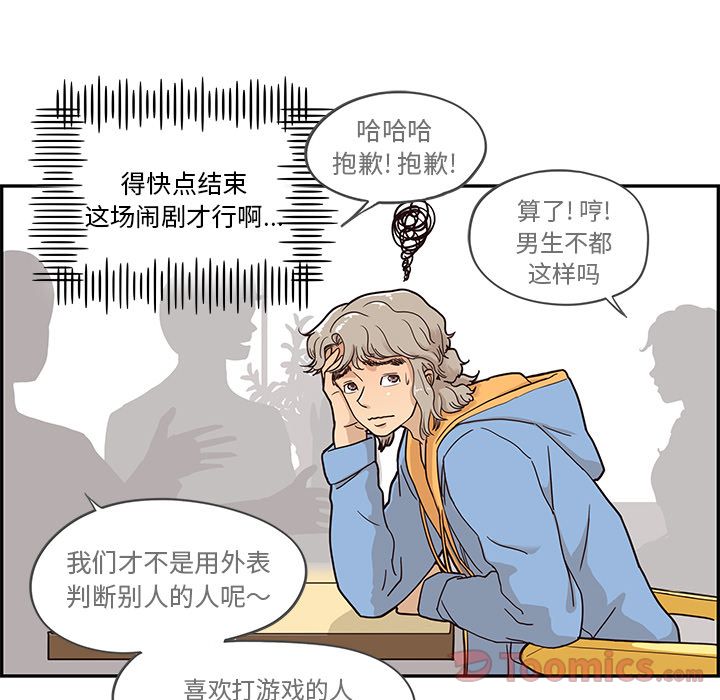 哈哈哈
抱歉! 抱歉!
得快点结束
这场闹剧才行啊...
算了! 哼!
男生不都
这样吗
我们才不是用外表
判断别人的人呢～
喜欢打游戏的人
Toomics.com